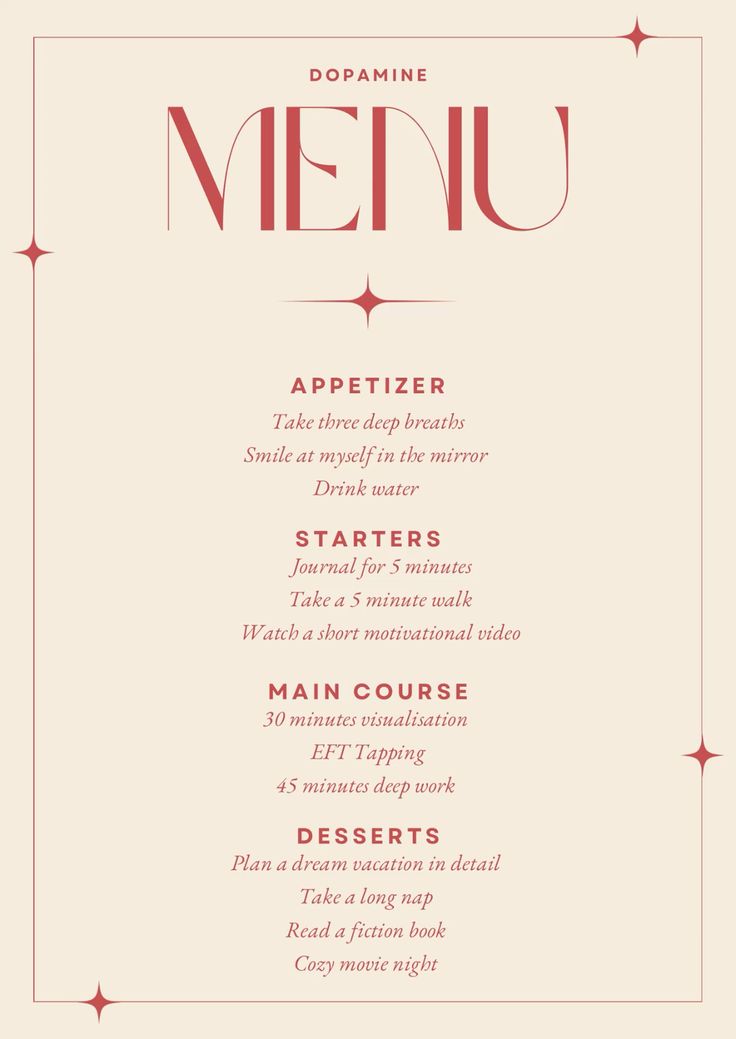 DOPAMINE
MENU
APPETIZER
Take three deep breaths
Smile at myself in the mirror
Drink water
STARTERS
Journal for 5 minutes
Take a 5 minute walk
Watch a short motivational video
MAIN COURSE
30 minutes visualisation
EFT Tapping
45 minutes deep work
DESSERTS
Plan a dream vacation in detail
Take a long nap
Read a fiction book
Cozy movie night